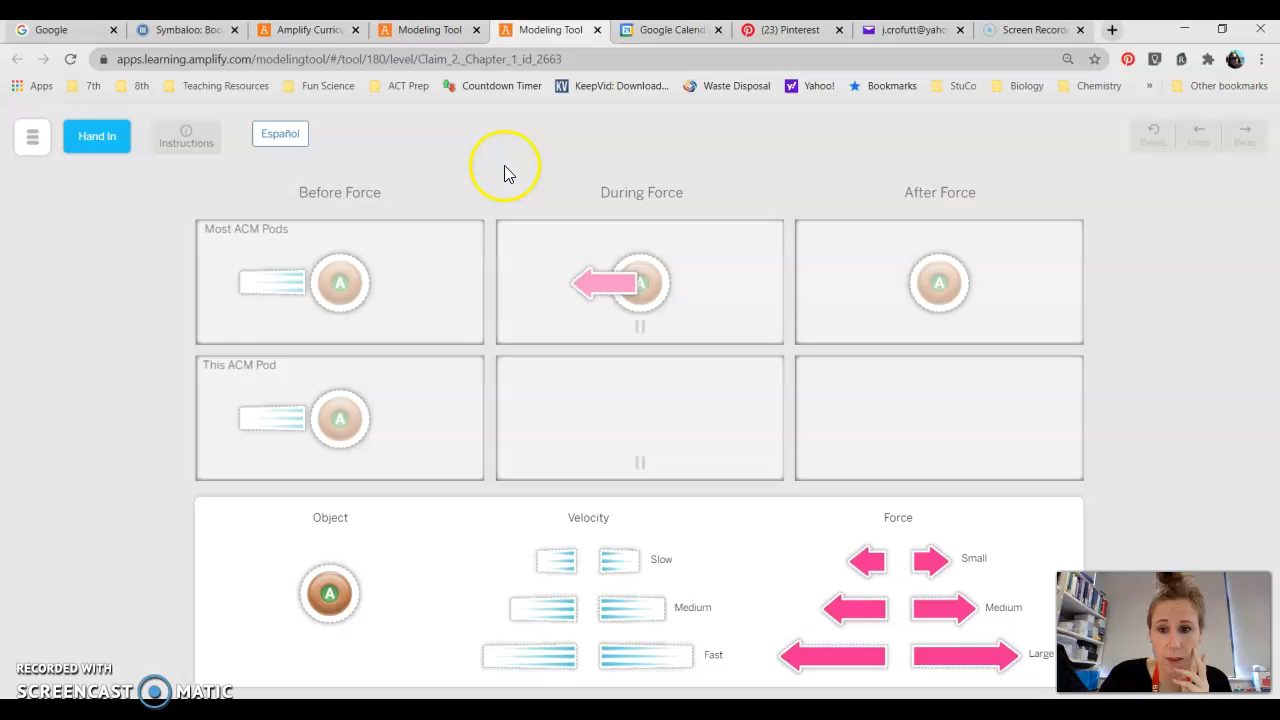 Google
Symbaloo: Boo
Amplify Curricu
Modeling Tool
Modeling Tool
Google Calend
(23) Pinterest
j.crofutt@yaho
Screen Record
apps.learning.amplify.com/modelingtool/#/tool/180/level/Claim_2,_Chapter_1_id_2663
Apps
7th
8th
Teaching Resources
Fun Science
ACT Prep
Countdown Timer
KeepVid: Download...
Waste Disposal
Yahoo!
Bookmarks
StuCo
Biology
Chemistry
»
Other bookmarks
Hand In
Instructions
Español
Reset
Undo
Redo
Before Force
During Force
After Force
Most ACM Pods
A
A
A
This ACM Pod
A
Object
Velocity
Force
A
Slow
Small
Medium
Medium
Fast
Large
RECORDED WITH
SCREENCAST MATIC